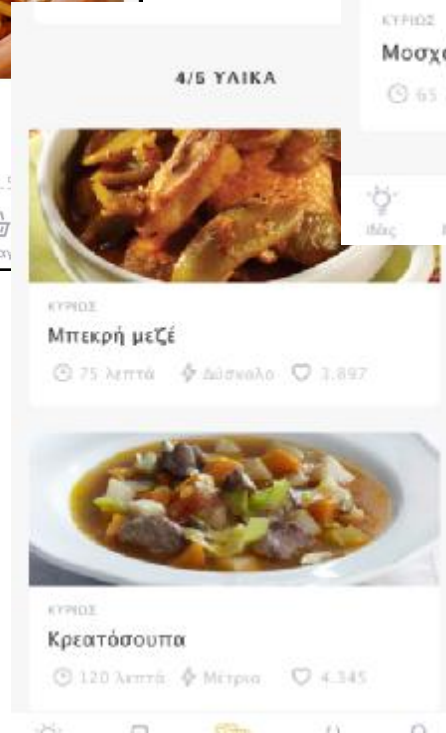 ΚΥΡΙΟΣ
65
4/5 ΥΛΙΚΑ
ΚΥΡΙΟΣ
Μπεκρή μεζέ
75 λεπτά Δύσκολο 3.897
ΚΥΡΙΟΣ
Κρεατόσουπα
120 λεπτά Μέτρια 4.345